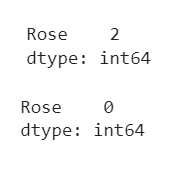 Rose    2
dtype: int64
Rose    0
dtype: int64